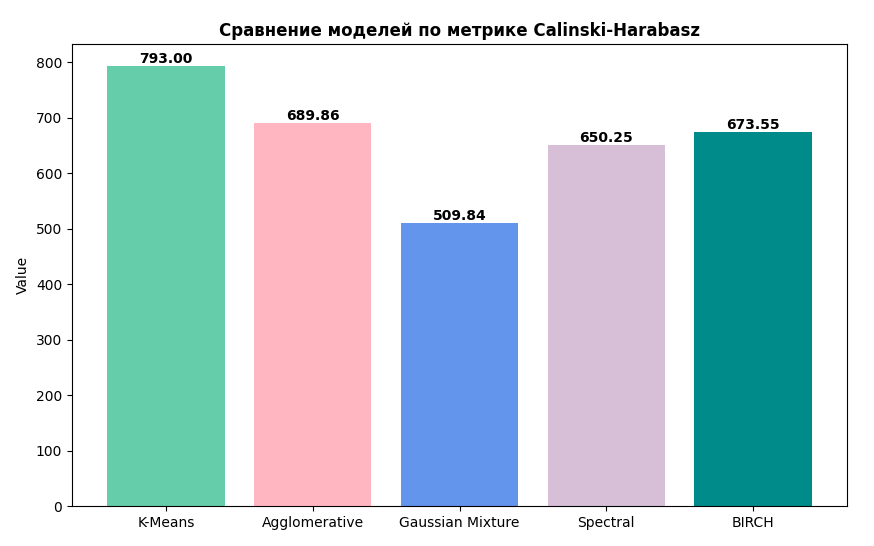 Сравнение моделей по метрике Calinski-Harabasz
793.00
689.86
509.84
650.25
673.55
800
700
600
500
400
300
200
100
0
Value
K-Means
Agglomerative
Gaussian Mixture
Spectral
BIRCH